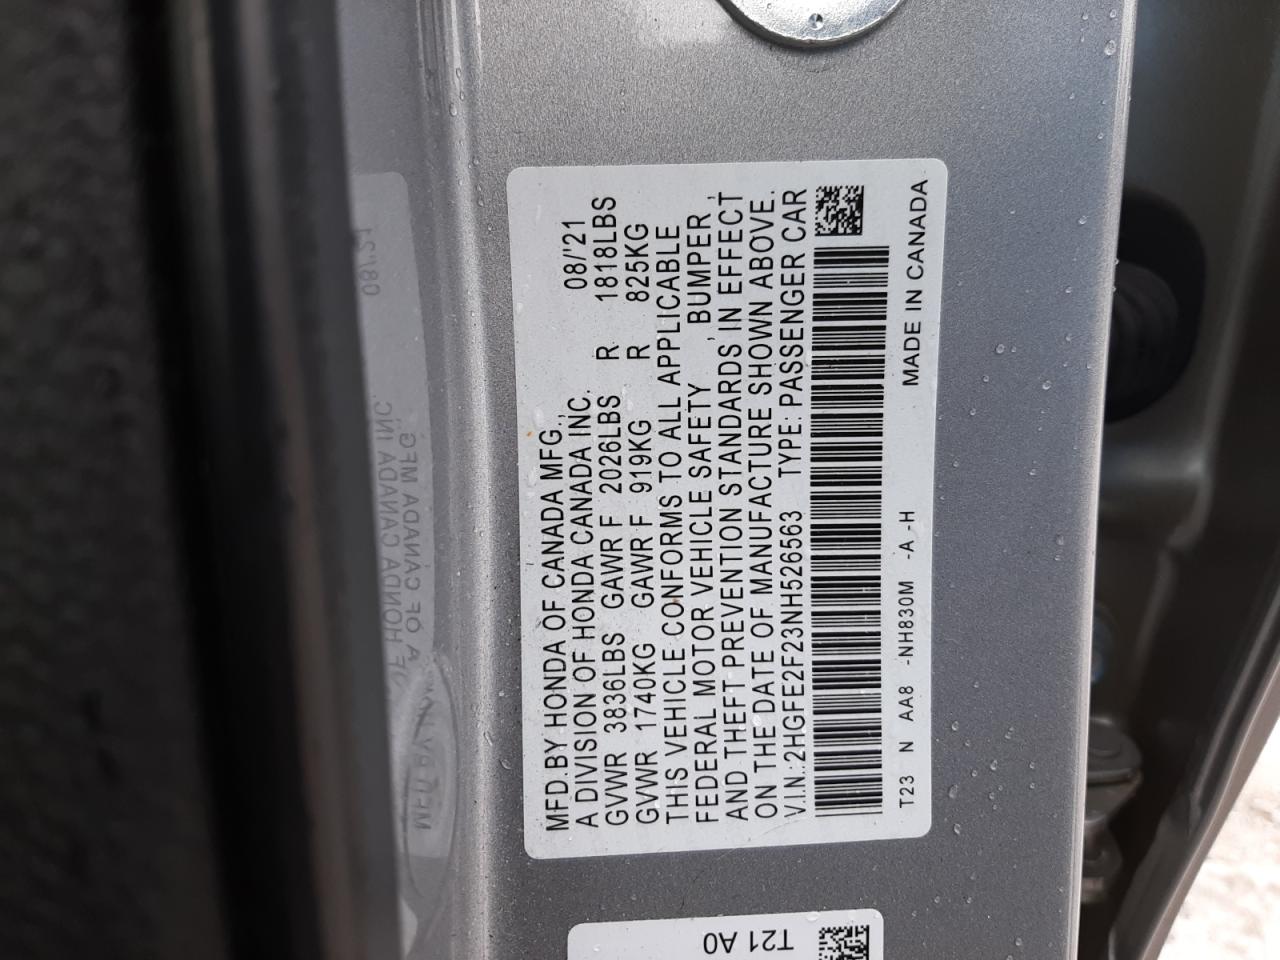 MFD.BY HONDA OF CANADA MFG.,
A DIVISION OF HONDA CANADA INC. 08/'21
GVWR 3836LBS GAWR F 2026LBS R 1818LBS
GVWR 1740KG GAWR F 919KG R 825KG
THIS VEHICLE CONFORMS TO ALL APPLICABLE
FEDERAL MOTOR VEHICLE SAFETY , BUMPER ,
AND THEFT PREVENTION STANDARDS IN EFFECT
ON THE DATE OF MANUFACTURE SHOWN ABOVE.
V.I.N.:2HGFE2F23NH526563 TYPE: PASSENGER CAR
T23 N AA8 -NH830M -A -H MADE IN CANADA
T21 A0